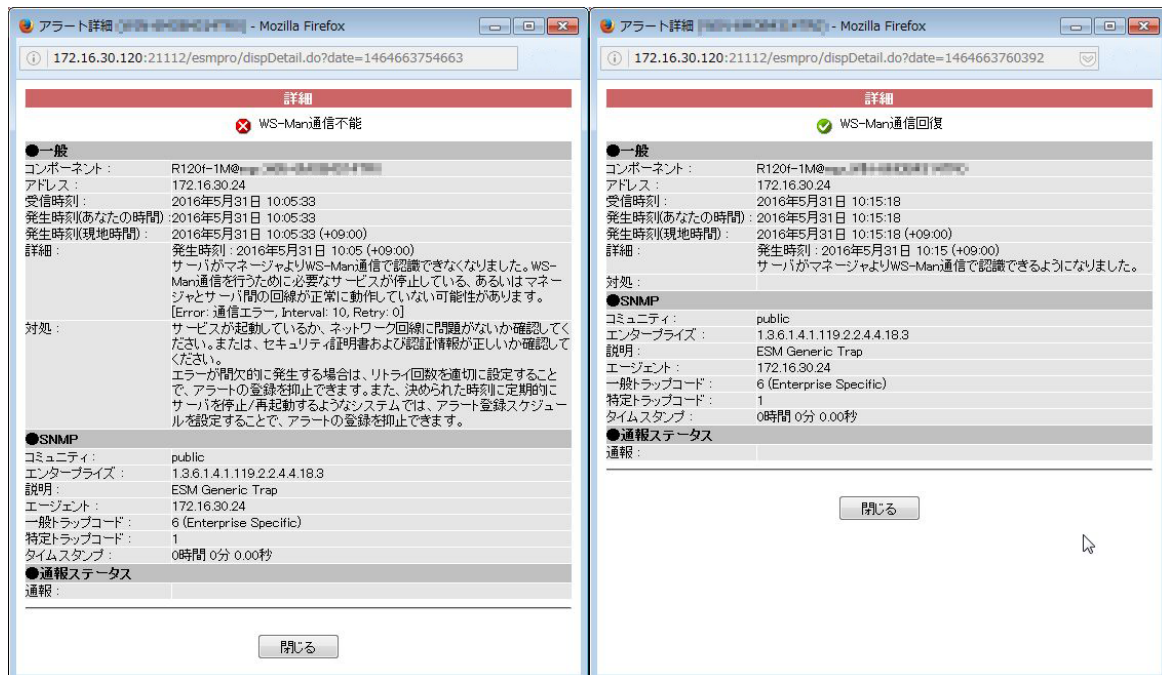 アラート詳細 - Mozilla Firefox
172.16.30.120:21112/esmpro/dispDetail.do?date=1464663754663
詳細
WS-Man通信不能
●一般
コンポーネント： R120f-1M@
アドレス： 172.16.30.24
受信時刻： 2016年5月31日 10:05:33
発生時刻(あなたの時間)：2016年5月31日 10:05:33
発生時刻(現地時間)： 2016年5月31日 10:05:33 (+09:00)
詳細： 発生時刻：2016年5月31日 10:05 (+09:00)
サーバがマネージャよりWS-Man通信で認識できなくなりました。WS-
Man通信を行うために必要なサービスが停止している、あるいはマネー
ジャとサーバ間の回線が正常に動作していない可能性があります。
[Error: 通信エラー, Interval: 10, Retry: 0]
対処： サービスが起動しているか、ネットワーク回線に問題がないか確認してく
ださい。または、セキュリティ証明書および認証情報が正しいか確認して
ください。
エラーが間欠的に発生する場合は、リトライ回数を適切に設定すること
で、アラートの登録を抑止できます。また、決められた時刻に定期的に
サーバを停止/再起動するようなシステムでは、アラート登録スケジュー
ルを設定することで、アラートの登録を抑止できます。
●SNMP
コミュニティ： public
エンタープライズ： 1.3.6.1.4.1.119.2.2.4.4.18.3
説明： ESM Generic Trap
エージェント： 172.16.30.24
一般トラップコード： 6 (Enterprise Specific)
特定トラップコード： 1
タイムスタンプ： 0時間 0分 0.00秒
●通報ステータス
通報：
閉じる
アラート詳細 - Mozilla Firefox
172.16.30.120:21112/esmpro/dispDetail.do?date=1464663760392
詳細
WS-Man通信回復
●一般
コンポーネント： R120f-1M@
アドレス： 172.16.30.24
受信時刻： 2016年5月31日 10:15:18
発生時刻(あなたの時間)：2016年5月31日 10:15:18
発生時刻(現地時間)： 2016年5月31日 10:15:18 (+09:00)
詳細： 発生時刻：2016年5月31日 10:15 (+09:00)
サーバがマネージャよりWS-Man通信で認識できるようになりました。
対処：
●SNMP
コミュニティ： public
エンタープライズ： 1.3.6.1.4.1.119.2.2.4.4.18.3
説明： ESM Generic Trap
エージェント： 172.16.30.24
一般トラップコード： 6 (Enterprise Specific)
特定トラップコード： 1
タイムスタンプ： 0時間 0分 0.00秒
●通報ステータス
通報：
閉じる